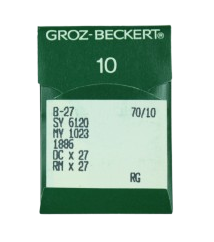 GROZ-BECKERT®
10
B-27 70/10
SY 6120
MY 1023
1886
DC x 27
RM x 27
RG